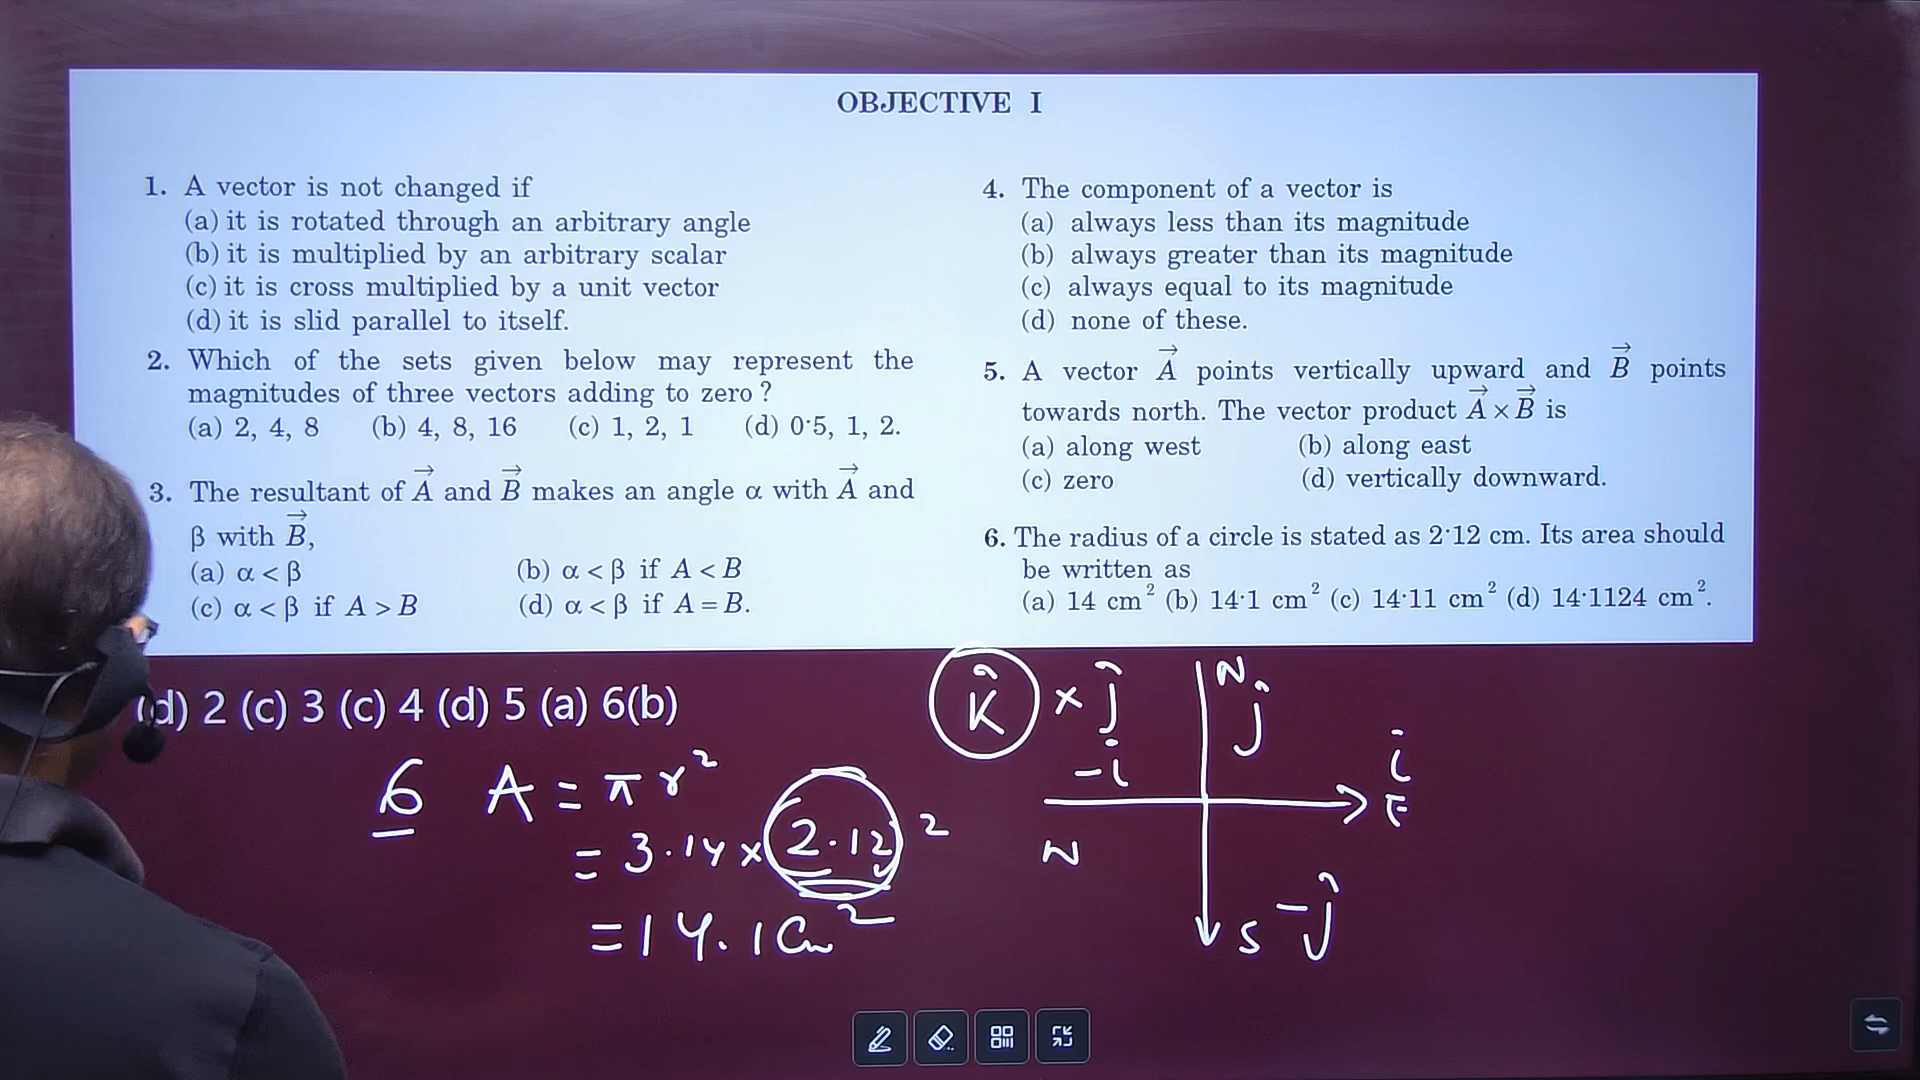 OBJECTIVE I
1. A vector is not changed if
(a) it is rotated through an arbitrary angle
(b) it is multiplied by an arbitrary scalar
(c) it is cross multiplied by a unit vector
(d) it is slid parallel to itself.
2. Which of the sets given below may represent the
magnitudes of three vectors adding to zero ?
(a) 2, 4, 8 (b) 4, 8, 16 (c) 1, 2, 1 (d) 0·5, 1, 2.
3. The resultant of A⃗ and B⃗ makes an angle α with A⃗ and
β with B⃗,
(a) α < β (b) α < β if A < B
(c) α < β if A > B (d) α < β if A = B.
4. The component of a vector is
(a) always less than its magnitude
(b) always greater than its magnitude
(c) always equal to its magnitude
(d) none of these.
5. A vector A⃗ points vertically upward and B⃗ points
towards north. The vector product A⃗ × B⃗ is
(a) along west (b) along east
(c) zero (d) vertically downward.
6. The radius of a circle is stated as 2·12 cm. Its area should
be written as
(a) 14 cm² (b) 14·1 cm² (c) 14·11 cm² (d) 14·1124 cm².
(d) 2 (c) 3 (c) 4 (d) 5 (a) 6(b)
6 A = π r²
= 3.14 × (2.12)²
= 14.1 Cm²
k̂ × ĵ
-i
N
ĵ
i
E
W
S -ĵ